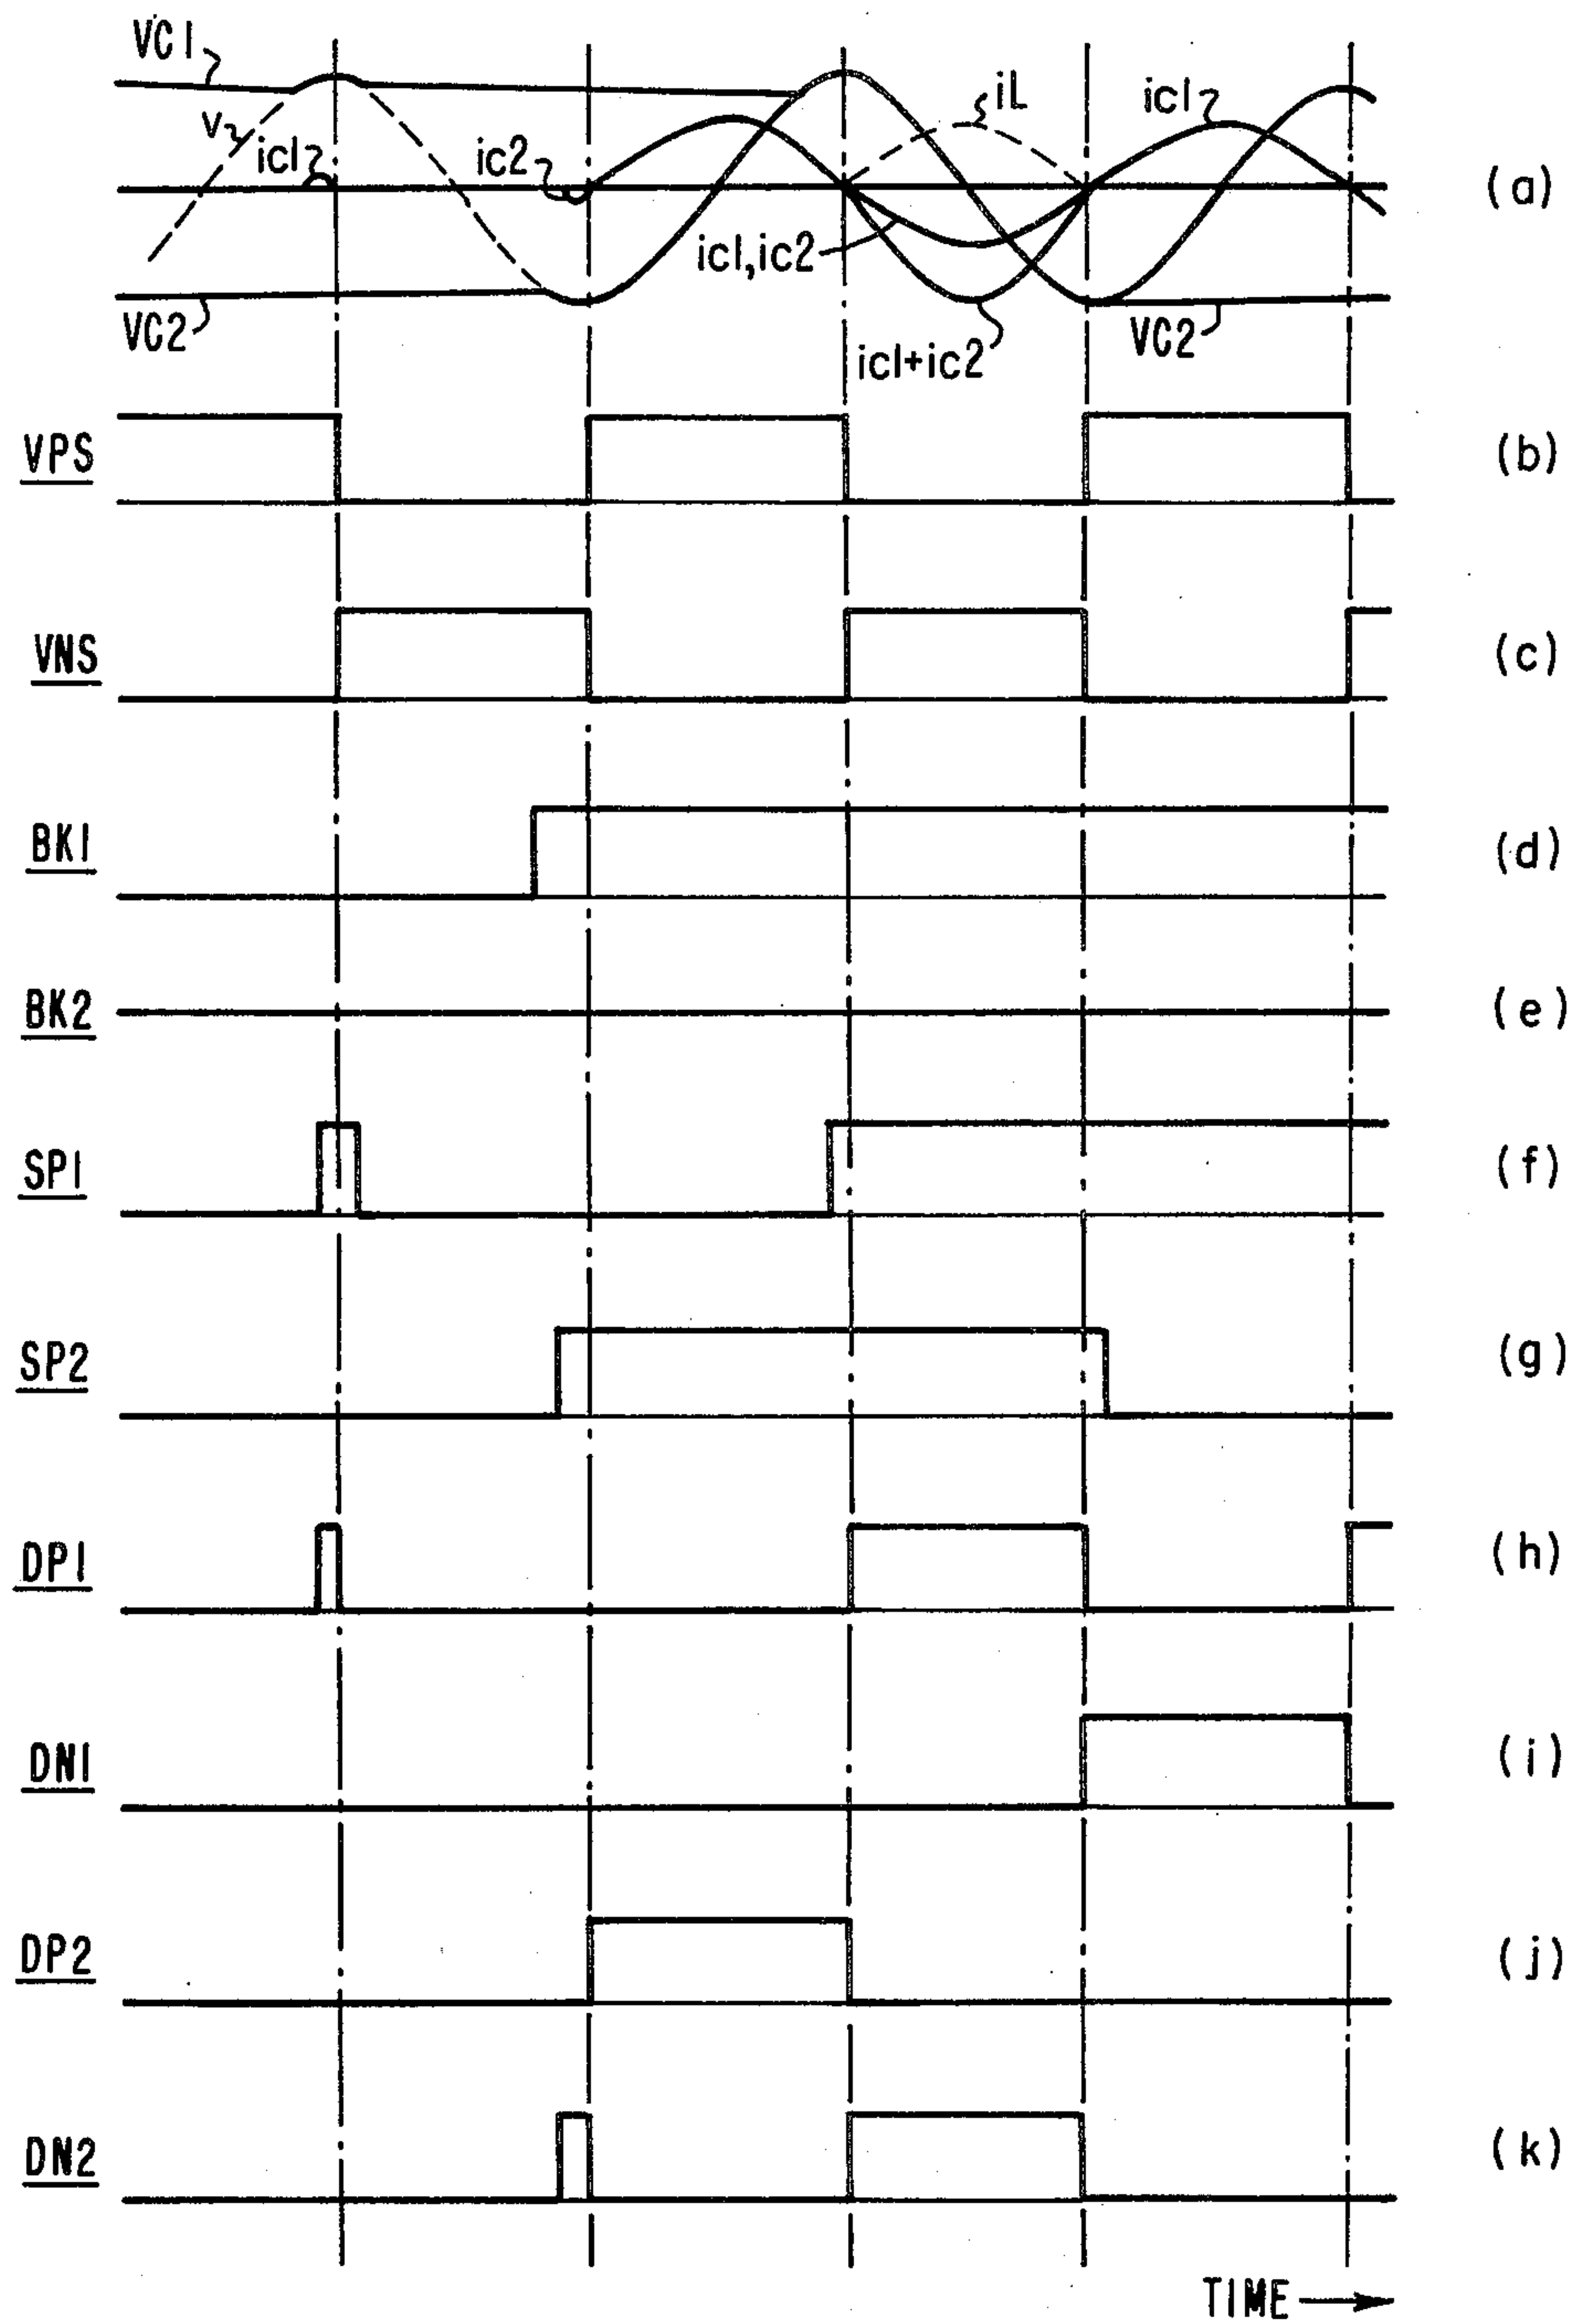 VC1
v
ic1
ic2
iL
ic1
(a)
ic1,ic2
VC2
ic1+ic2
VC2
VPS
(b)
VNS
(c)
BK1
(d)
BK2
(e)
SP1
(f)
SP2
(g)
DP1
(h)
DN1
(i)
DP2
(j)
DN2
(k)
TIME